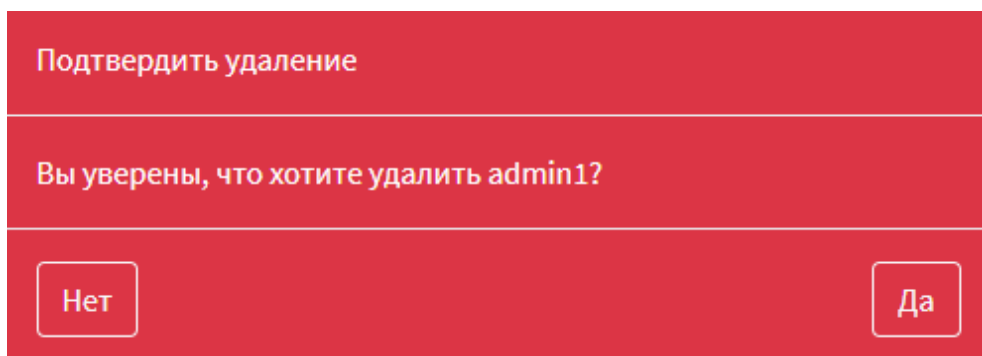 Подтвердить удаление
Вы уверены, что хотите удалить admin1?
Нет
Да